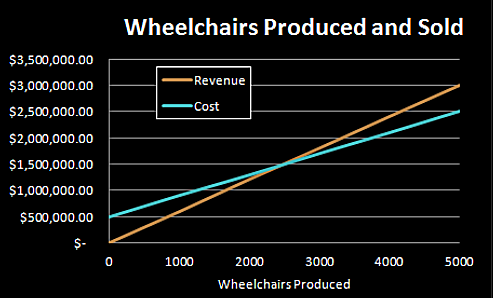 Wheelchairs Produced and Sold
$3,500,000.00
$3,000,000.00
$2,500,000.00
$2,000,000.00
$1,500,000.00
$1,000,000.00
$500,000.00
$-
Revenue
Cost
0 1000 2000 3000 4000 5000
Wheelchairs Produced